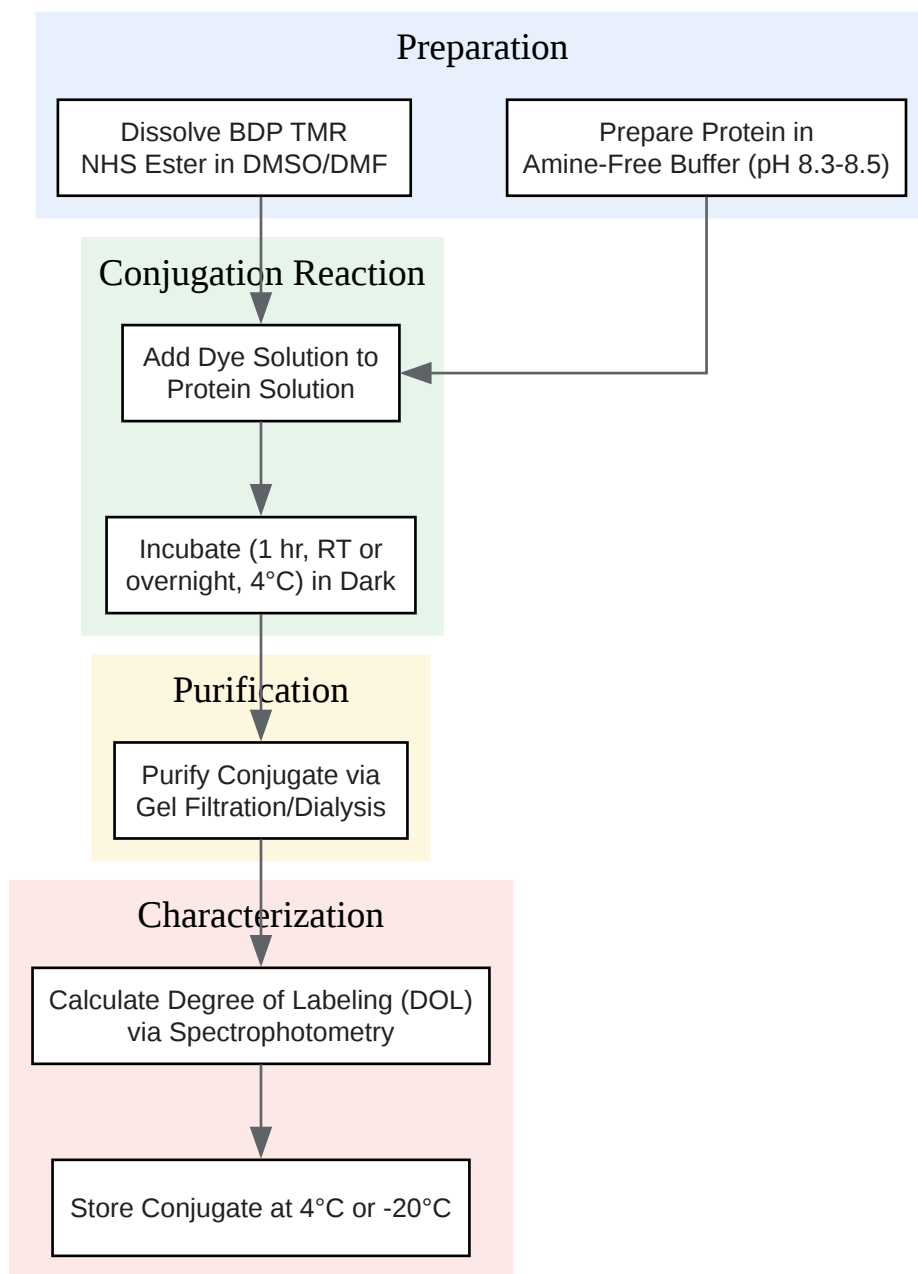 Preparation
Dissolve BDP TMR
NHS Ester in DMSO/DMF
Prepare Protein in
Amine-Free Buffer (pH 8.3-8.5)
Conjugation Reaction
Add Dye Solution to
Protein Solution
Incubate (1 hr, RT or
overnight, 4°C) in Dark
Purification
Purify Conjugate via
Gel Filtration/Dialysis
Characterization
Calculate Degree of Labeling (DOL)
via Spectrophotometry
Store Conjugate at 4°C or -20°C